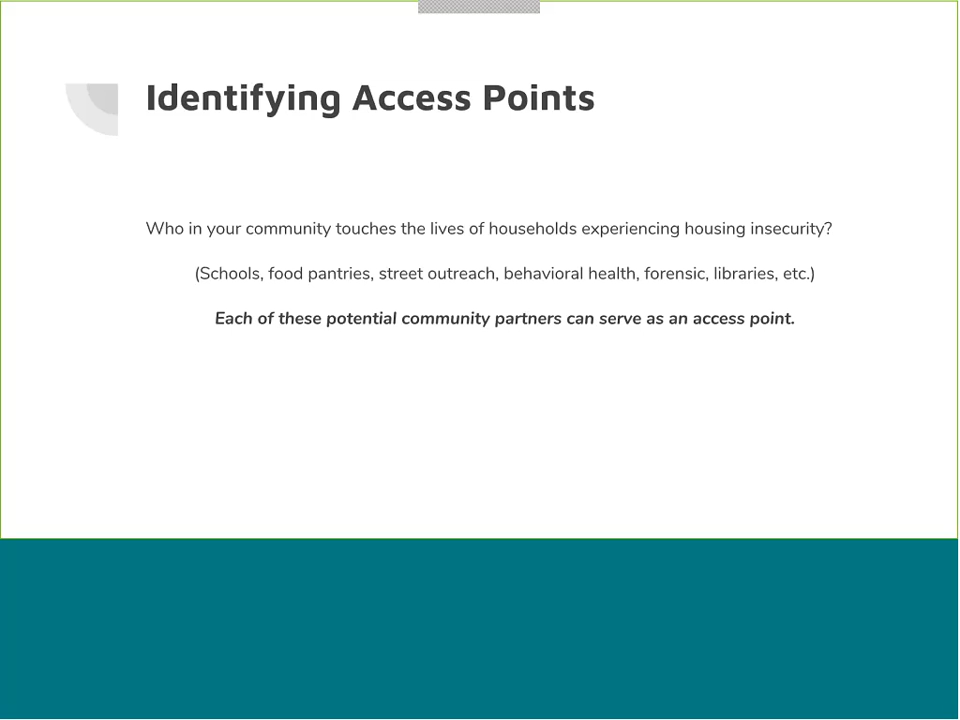 Identifying Access Points
Who in your community touches the lives of households experiencing housing insecurity?
(Schools, food pantries, street outreach, behavioral health, forensic, libraries, etc.)
Each of these potential community partners can serve as an access point.